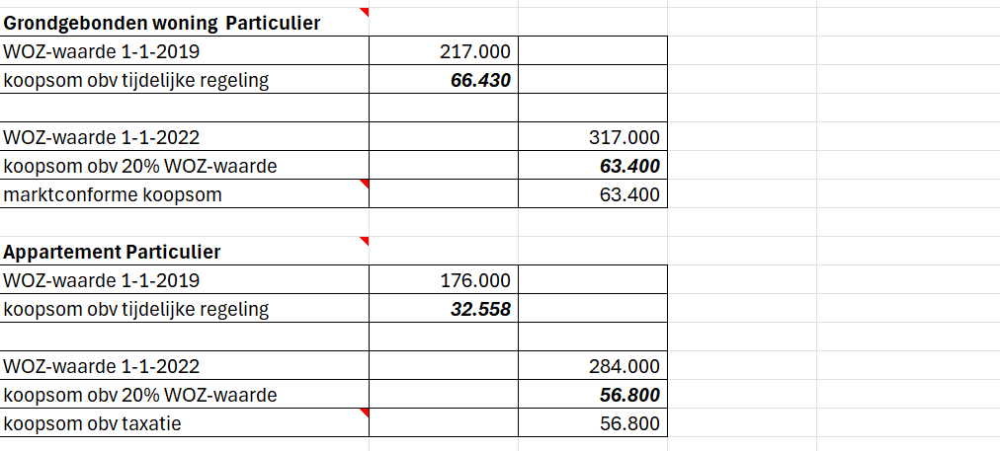 Grondgebonden woning  Particulier
WOZ-waarde 1-1-2019 217.000
koopsom obv tijdelijke regeling 66.430
WOZ-waarde 1-1-2022 317.000
koopsom obv 20% WOZ-waarde 63.400
marktconforme koopsom 63.400
Appartement Particulier
WOZ-waarde 1-1-2019 176.000
koopsom obv tijdelijke regeling 32.558
WOZ-waarde 1-1-2022 284.000
koopsom obv 20% WOZ-waarde 56.800
koopsom obv taxatie 56.800